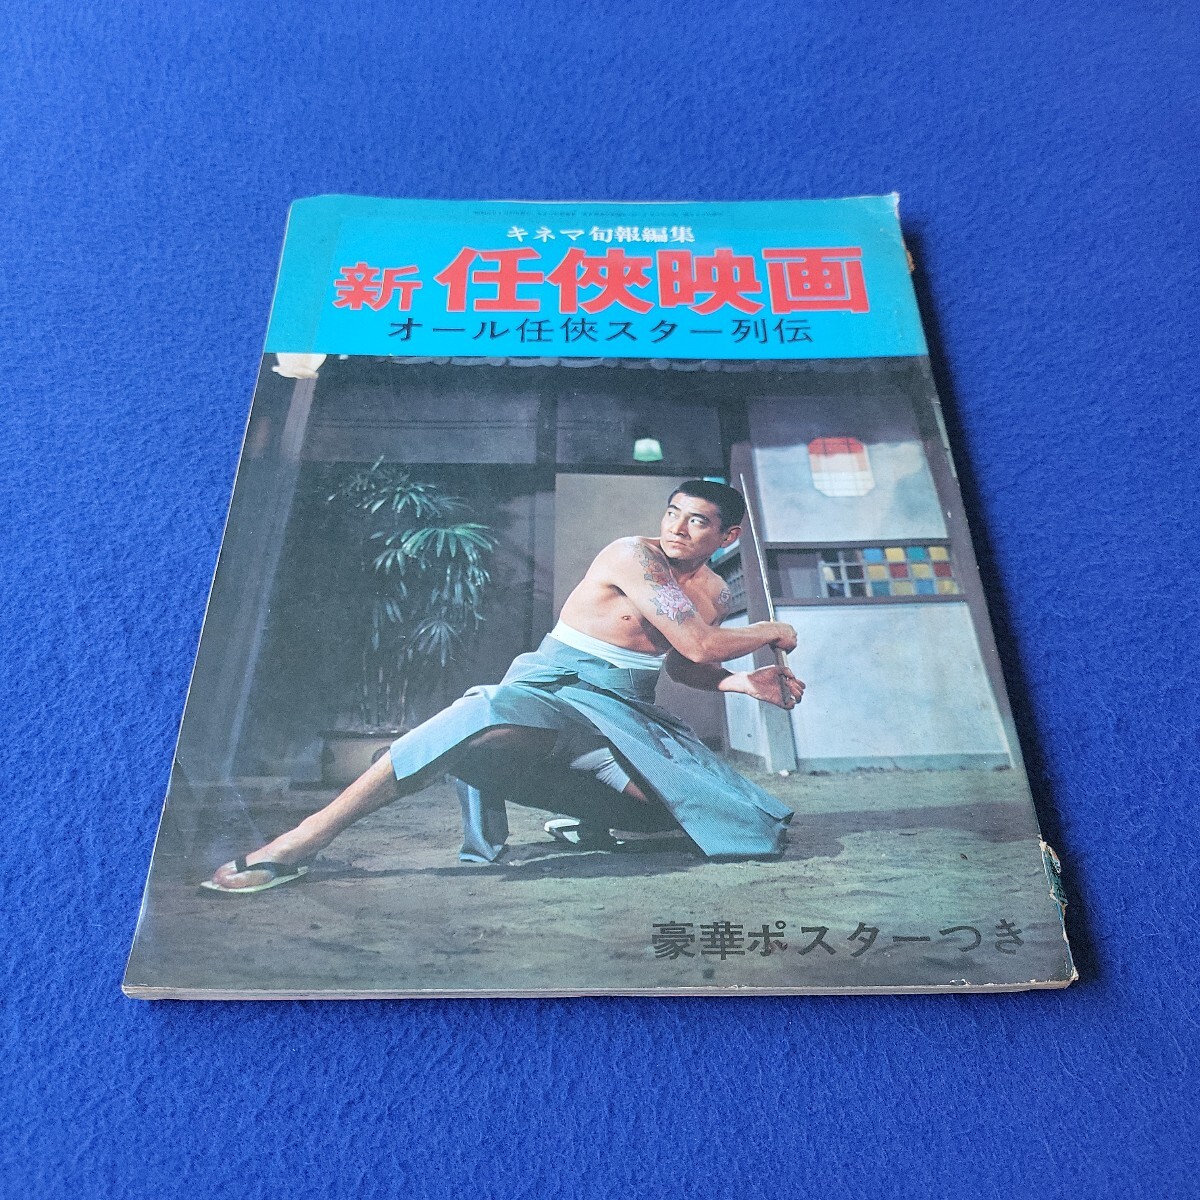 キネマ旬報編集
新 任侠映画
オール任侠スター列伝
豪華ポスターつき